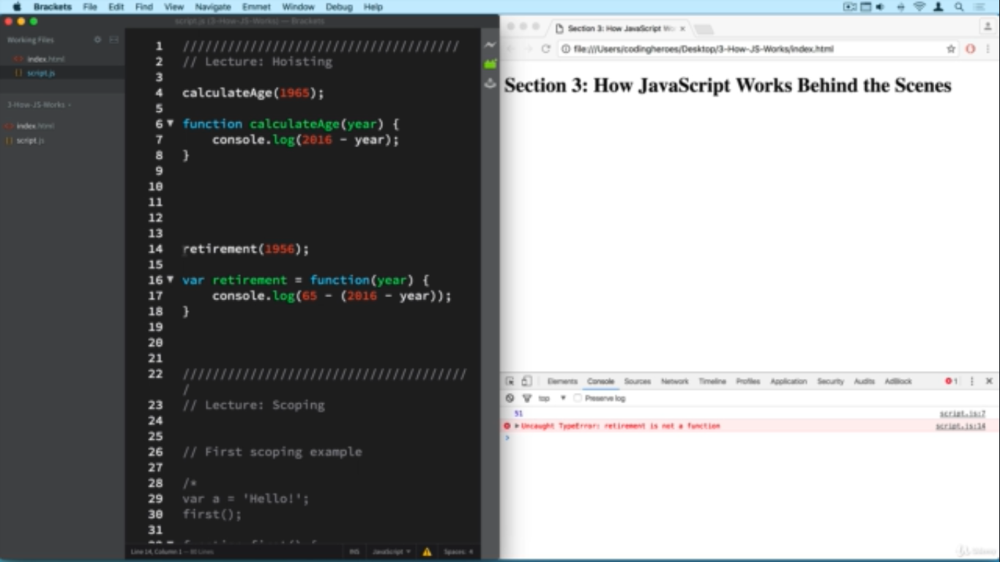 Brackets File Edit Find View Navigate Emmet Window Debug Help
script.js (3-How-JS-Works) — Brackets
Working Files
index.html
script.js
3-How-JS-Works
index.html
script.js
1 //////////////////////////////////////
2 // Lecture: Hoisting
3
4 calculateAge(1965);
5
6 function calculateAge(year) {
7 console.log(2016 - year);
8 }
9
10
11
12
13
14 retirement(1956);
15
16 var retirement = function(year) {
17 console.log(65 - (2016 - year));
18 }
19
20
21
22 ///////////////////////////////////////
/
23 // Lecture: Scoping
24
25
26 // First scoping example
27
28 /*
29 var a = 'Hello!';
30 first();
31
Line 14, Column 1 — 80 Lines INS JavaScript Spaces: 4
Section 3: How JavaScript Wo
file:///Users/codingheroes/Desktop/3-How-JS-Works/index.html
Section 3: How JavaScript Works Behind the Scenes
Elements Console Sources Network Timeline Profiles Application Security Audits AdBlock 1
top Preserve log
51 script.js:7
Uncaught TypeError: retirement is not a function script.js:14
>